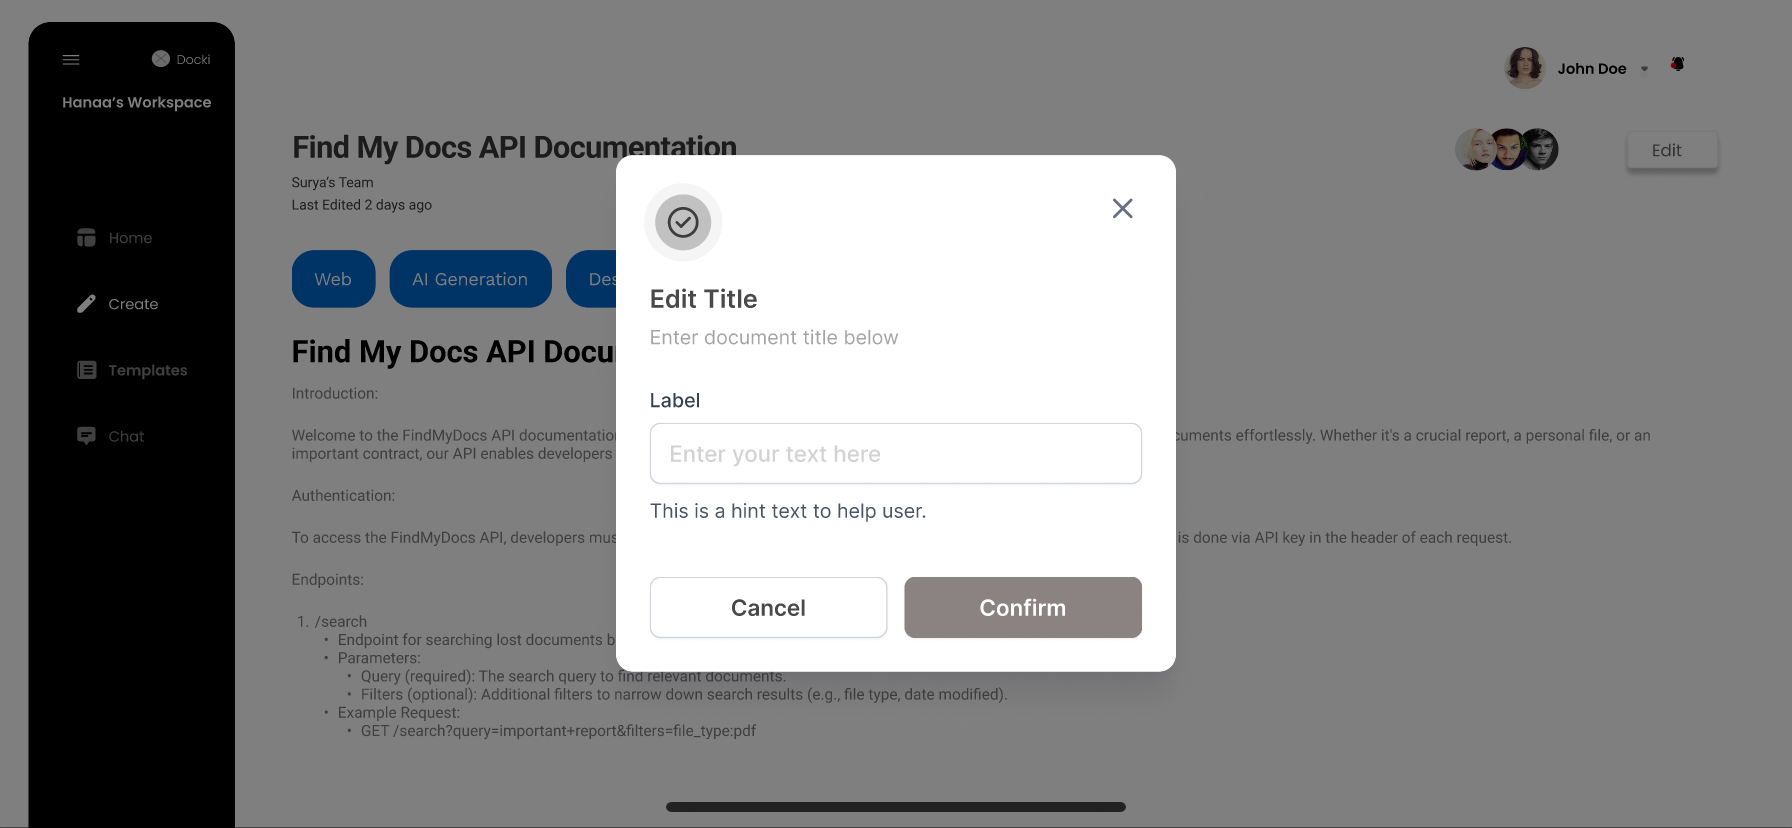 Docki
Hanaa's Workspace
Home
Create
Templates
Chat
John Doe
Find My Docs API Documentation
Surya's Team
Last Edited 2 days ago
Edit
Web
AI Generation
Des
Find My Docs API Docu
Introduction:
Welcome to the FindMyDocs API documentation
cuments effortlessly. Whether it's a crucial report, a personal file, or an
important contract, our API enables developers
Authentication:
To access the FindMyDocs API, developers mus
is done via API key in the header of each request.
Endpoints:
1. /search
• Endpoint for searching lost documents b
• Parameters:
• Query (required): The search query to find relevant documents.
• Filters (optional): Additional filters to narrow down search results (e.g., file type, date modified).
• Example Request:
• GET /search?query=important+report&filters=file_type:pdf
Edit Title
Enter document title below
Label
Enter your text here
This is a hint text to help user.
Cancel
Confirm